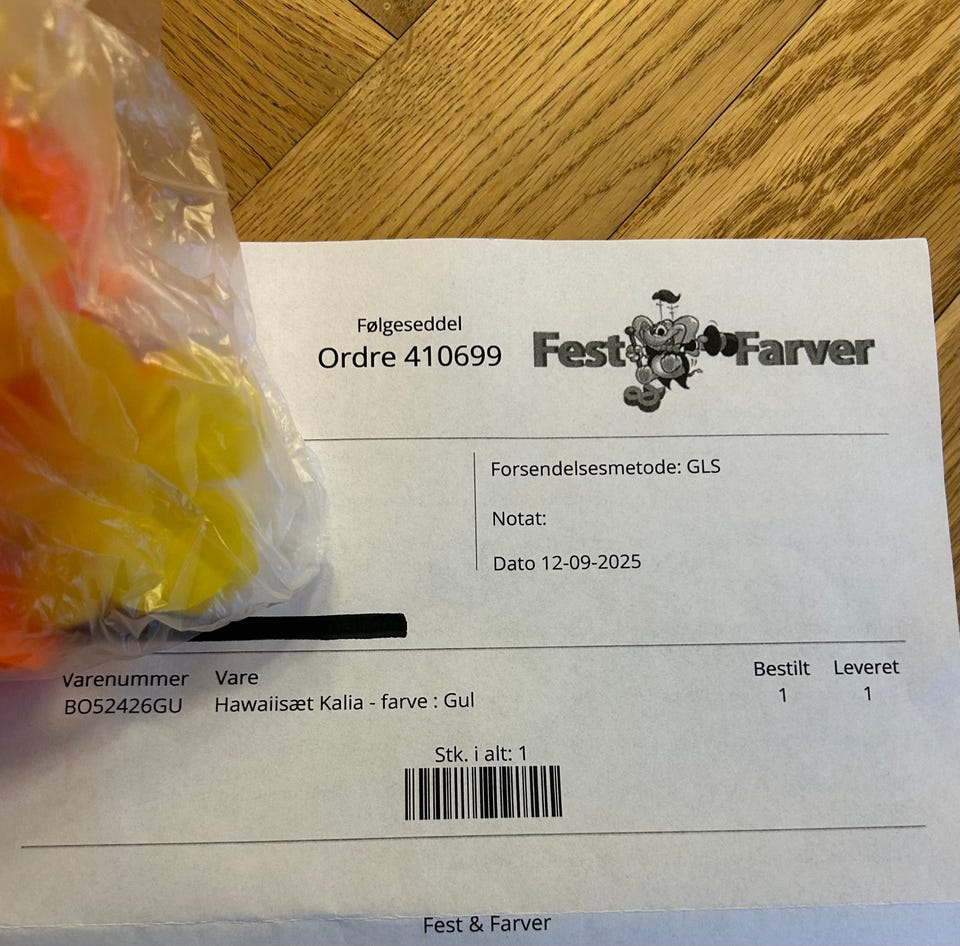 Følgeseddel
Ordre 410699
Fest Farver
Forsendelsesmetode: GLS
Notat:
Dato 12-09-2025
Varenummer Vare Bestilt Leveret
BO52426GU Hawaiisæt Kalia - farve : Gul 1 1
Stk. i alt: 1
Fest & Farver